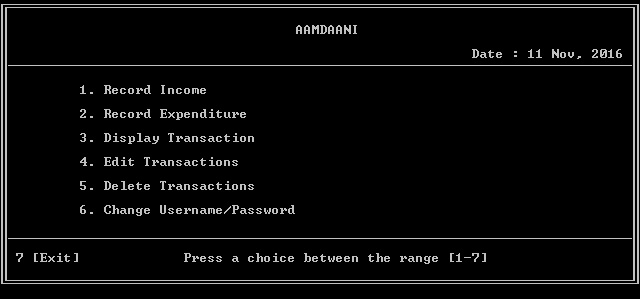 AAMDAANI
Date : 11 Nov, 2016
1. Record Income
2. Record Expenditure
3. Display Transaction
4. Edit Transactions
5. Delete Transactions
6. Change Username/Password
7 [Exit] Press a choice between the range [1-7]